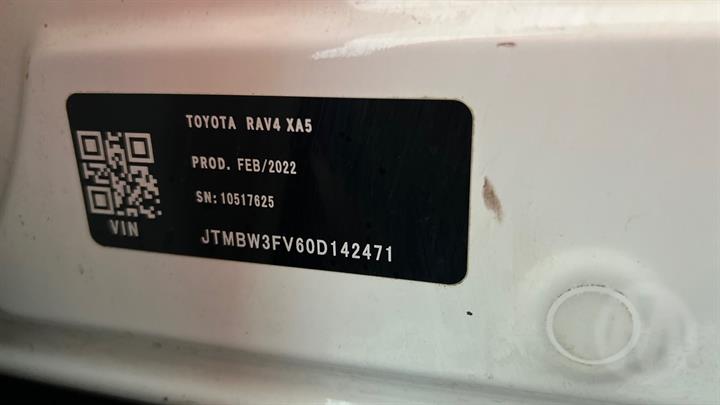 TOYOTA RAV4 XA5
PROD. FEB/2022
SN: 10517625
VIN
JTMBW3FV60D142471